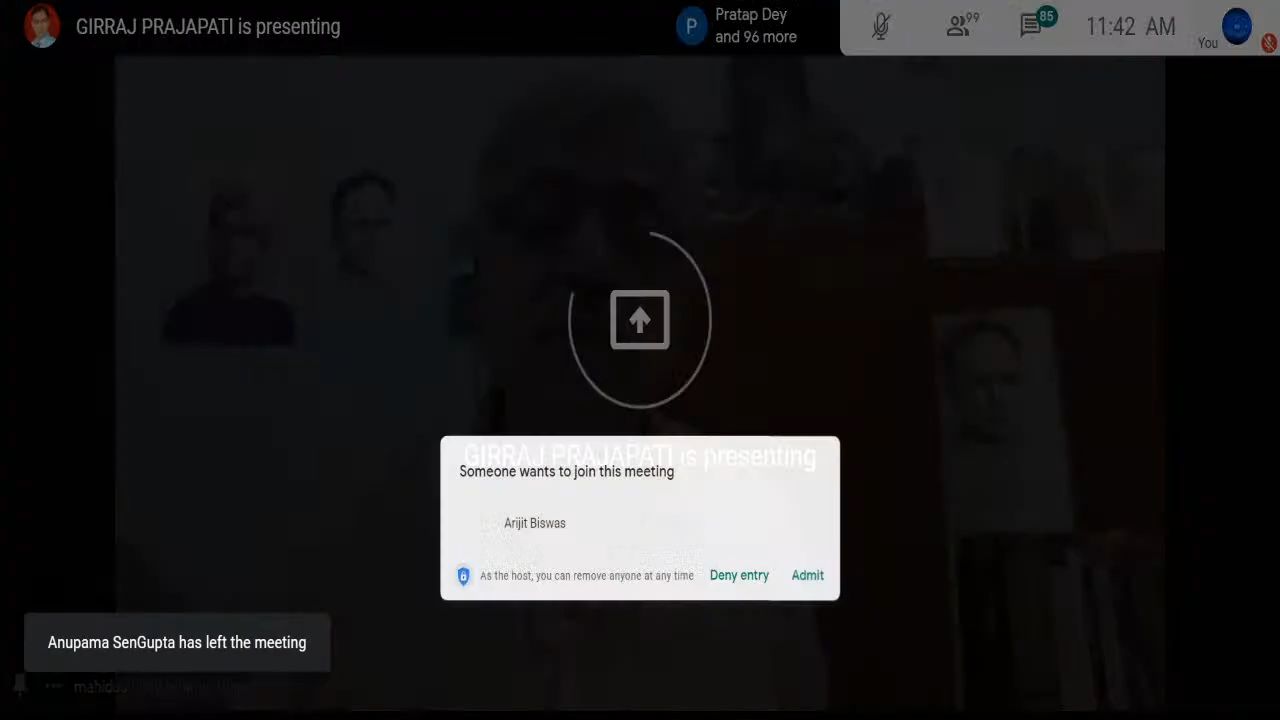 GIRRAJ PRAJAPATI is presenting
P
Pratap Dey
and 96 more
99
85
11:42 AM
You
GIRRAJ PRAJAPATI is presenting
Someone wants to join this meeting
Arijit Biswas
As the host, you can remove anyone at any time
Deny entry
Admit
Anupama SenGupta has left the meeting